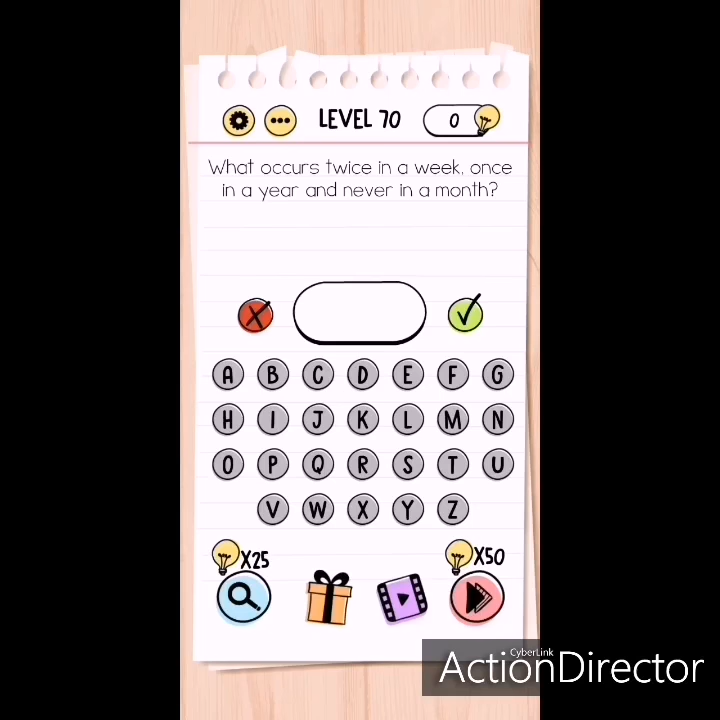 LEVEL 70
0
What occurs twice in a week, once
in a year and never in a month?
A B C D E F G
H I J K L M N
O P Q R S T U
V W X Y Z
X25
X50
CyberLink
ActionDirector